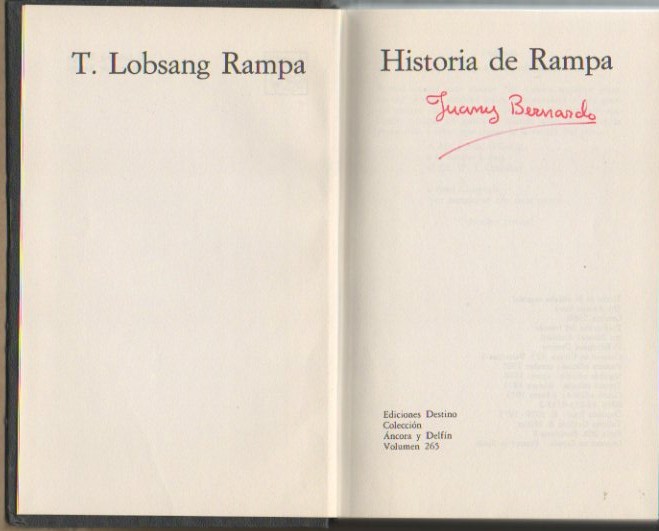 T. Lobsang Rampa
Historia de Rampa
Juany Bernardo
Ediciones Destino
Colección
Áncora y Delfín
Volumen 265